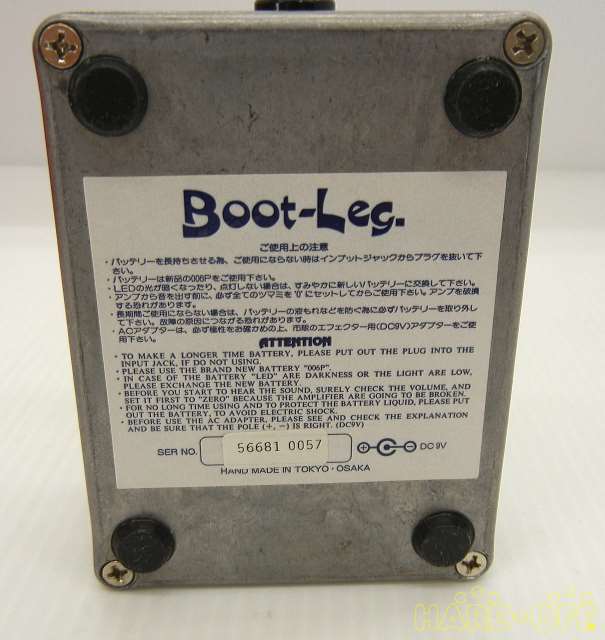 Boot-Leg.
ご使用上の注意
・バッテリーを長持ちさせる為、ご使用にならない時はインプットジャックからプラグを抜いて下
さい。
・バッテリーは新品の006Pをご使用下さい。
・LEDの光が暗くなったり、点灯しない場合は、すみやかに新しいバッテリーに交換して下さい。
・アンプから音を出す前に、必ず全てのツマミを'0'にセットしてからご使用下さい。アンプを破損
する恐れがあります。
・長期間ご使用にならない場合は、バッテリーの液もれなどを防ぐ為に必ずバッテリーを取り外し
て下さい。故障の原因につながる恐れがあります。
・ACアダプターは、必ず極性をお確かめの上、市販のエフェクター用(DC9V)アダプターをご使
用下さい。
ATTENTION
・TO MAKE A LONGER TIME BATTERY, PLEASE PUT OUT THE PLUG INTO THE
INPUT JACK, IF DO NOT USING.
・PLEASE USE THE BRAND NEW BATTERY "006P".
・IN CASE OF THE BATTERY "LED" ARE DARKNESS OR THE LIGHT ARE LOW,
PLEASE EXCHANGE THE NEW BATTERY.
・BEFORE YOU START TO HEAR THE SOUND, SURELY CHECK THE VOLUME, AND
SET IT FIRST TO "ZERO" BECAUSE THE AMPLIFIER ARE GOING TO BE BROKEN.
・FOR NO LONG TIME USING AND TO PROTECT THE BATTERY LIQUID, PLEASE PUT
OUT THE BATTERY, TO AVOID ELECTRIC SHOCK.
・BEFORE USE THE AC ADAPTER, PLEASE SEE AND CHECK THE EXPLANATION
AND BE SURE THAT THE POLE (+, −) IS RIGHT. (DC9V)
SER NO. 56681 0057 DC 9V
HAND MADE IN TOKYO・OSAKA
HARD-OFF